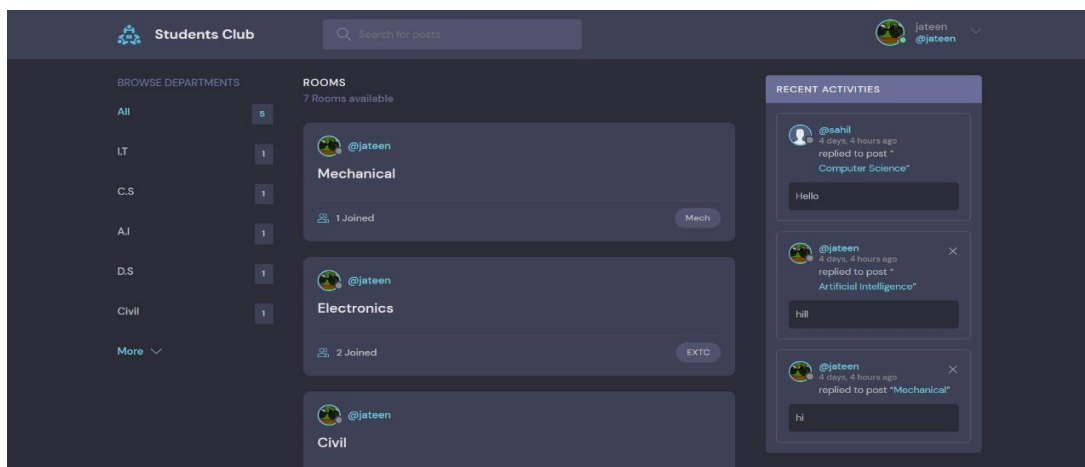 Students Club
Search for posts
jateen
@jateen
BROWSE DEPARTMENTS
All 5
I.T 1
C.S 1
A.I 1
D.S 1
Civil 1
More
ROOMS
7 Rooms available
@jateen
Mechanical
1 Joined Mech
@jateen
Electronics
2 Joined EXTC
@jateen
Civil
RECENT ACTIVITIES
@sahil
4 days, 4 hours ago
replied to post "
Computer Science"
Hello
@jateen
4 days, 4 hours ago
replied to post "
Artificial Intelligence"
hill
@jateen
4 days, 4 hours ago
replied to post "Mechanical"
hi